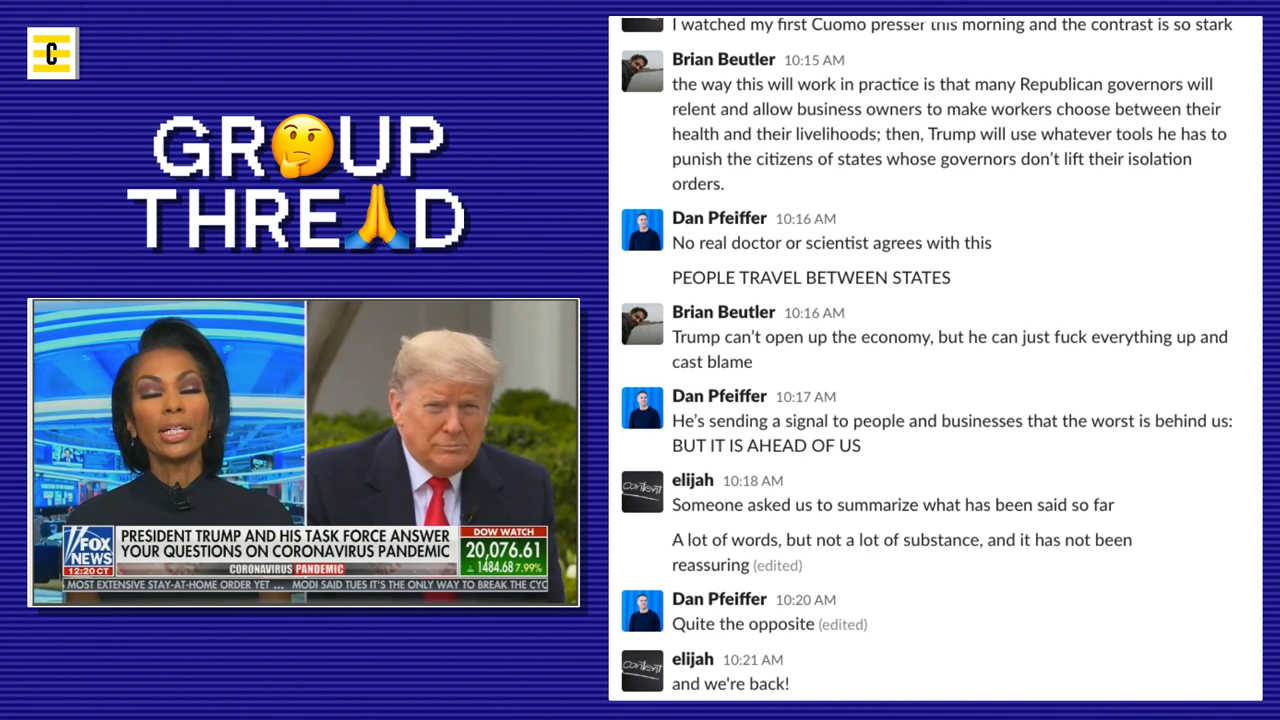 C
GR🤔UP
THRE🙏D
PRESIDENT TRUMP AND HIS TASK FORCE ANSWER
YOUR QUESTIONS ON CORONAVIRUS PANDEMIC
CORONAVIRUS PANDEMIC
FOX
NEWS
12:20 CT
DOW WATCH
20,076.61
▲ 1484.68 7.99%
MOST EXTENSIVE STAY-AT-HOME ORDER YET ... MODI SAID TUES IT'S THE ONLY WAY TO BREAK THE CYC
I watched my first Cuomo presser this morning and the contrast is so stark
Brian Beutler 10:15 AM
the way this will work in practice is that many Republican governors will
relent and allow business owners to make workers choose between their
health and their livelihoods; then, Trump will use whatever tools he has to
punish the citizens of states whose governors don’t lift their isolation
orders.
Dan Pfeiffer 10:16 AM
No real doctor or scientist agrees with this
PEOPLE TRAVEL BETWEEN STATES
Brian Beutler 10:16 AM
Trump can’t open up the economy, but he can just fuck everything up and
cast blame
Dan Pfeiffer 10:17 AM
He’s sending a signal to people and businesses that the worst is behind us:
BUT IT IS AHEAD OF US
elijah 10:18 AM
Someone asked us to summarize what has been said so far
A lot of words, but not a lot of substance, and it has not been
reassuring (edited)
Dan Pfeiffer 10:20 AM
Quite the opposite (edited)
elijah 10:21 AM
and we're back!